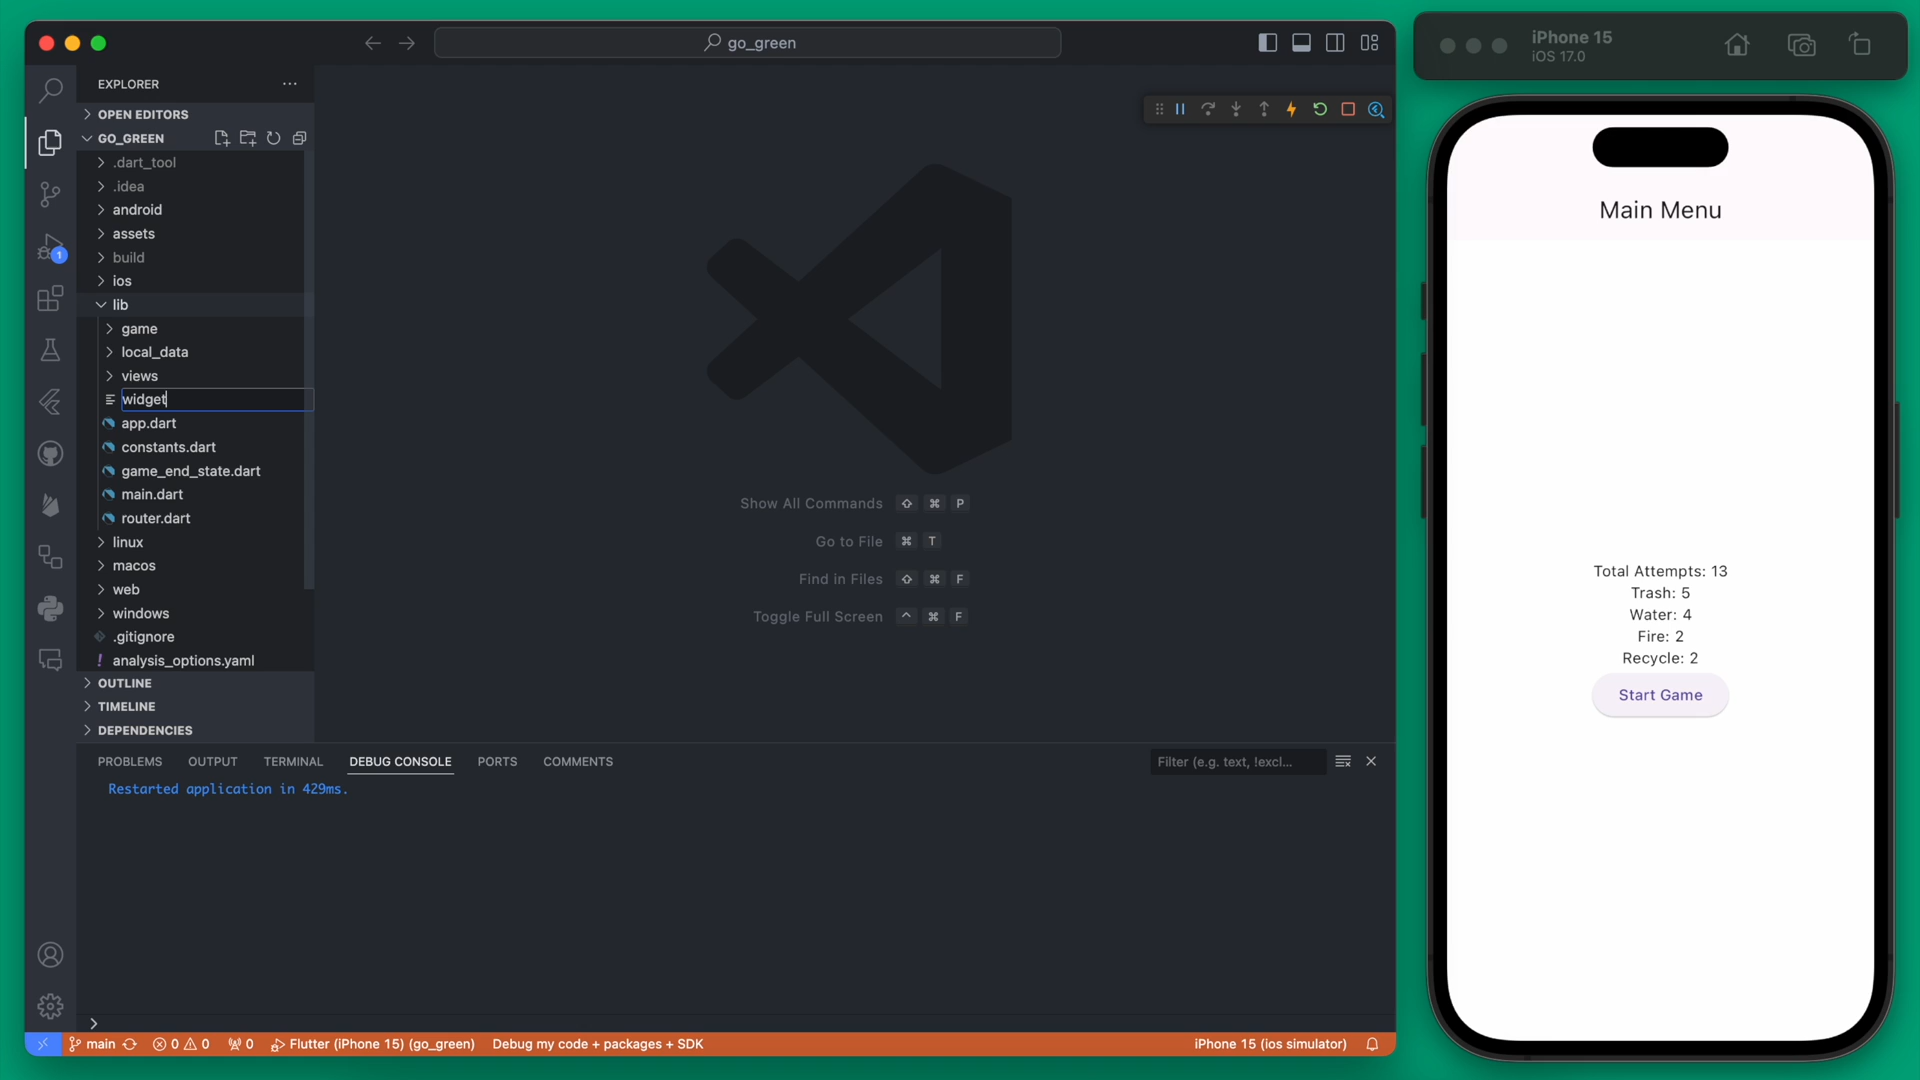 go_green
EXPLORER
OPEN EDITORS
GO_GREEN
.dart_tool
.idea
android
assets
build
ios
lib
game
local_data
views
widget
app.dart
constants.dart
game_end_state.dart
main.dart
router.dart
linux
macos
web
windows
.gitignore
! analysis_options.yaml
OUTLINE
TIMELINE
DEPENDENCIES
1
Show All Commands ⇧ ⌘ P
Go to File ⌘ T
Find in Files ⇧ ⌘ F
Toggle Full Screen ^ ⌘ F
PROBLEMS OUTPUT TERMINAL DEBUG CONSOLE PORTS COMMENTS
Filter (e.g. text, !excl...
Restarted application in 429ms.
main 0 0 0 Flutter (iPhone 15) (go_green) Debug my code + packages + SDK iPhone 15 (ios simulator)
iPhone 15
iOS 17.0
Main Menu
Total Attempts: 13
Trash: 5
Water: 4
Fire: 2
Recycle: 2
Start Game